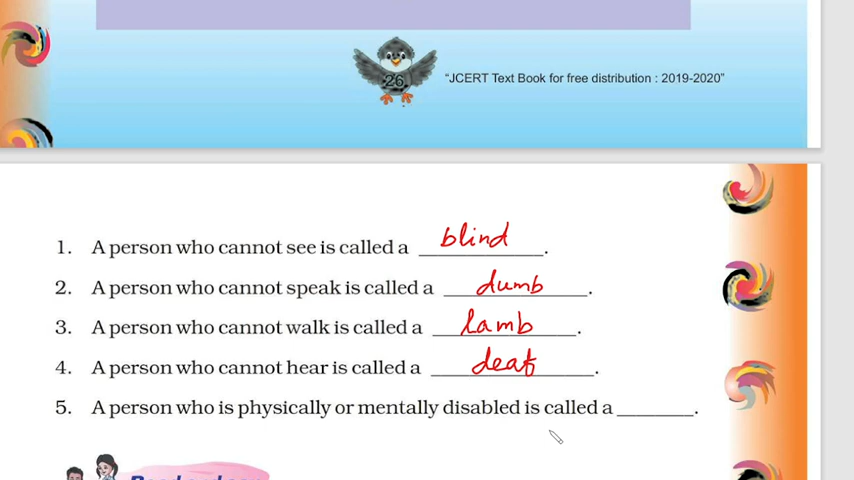 26
"JCERT Text Book for free distribution : 2019-2020"
1. A person who cannot see is called a blind.
2. A person who cannot speak is called a dumb.
3. A person who cannot walk is called a lamb.
4. A person who cannot hear is called a deaf.
5. A person who is physically or mentally disabled is called a ______.